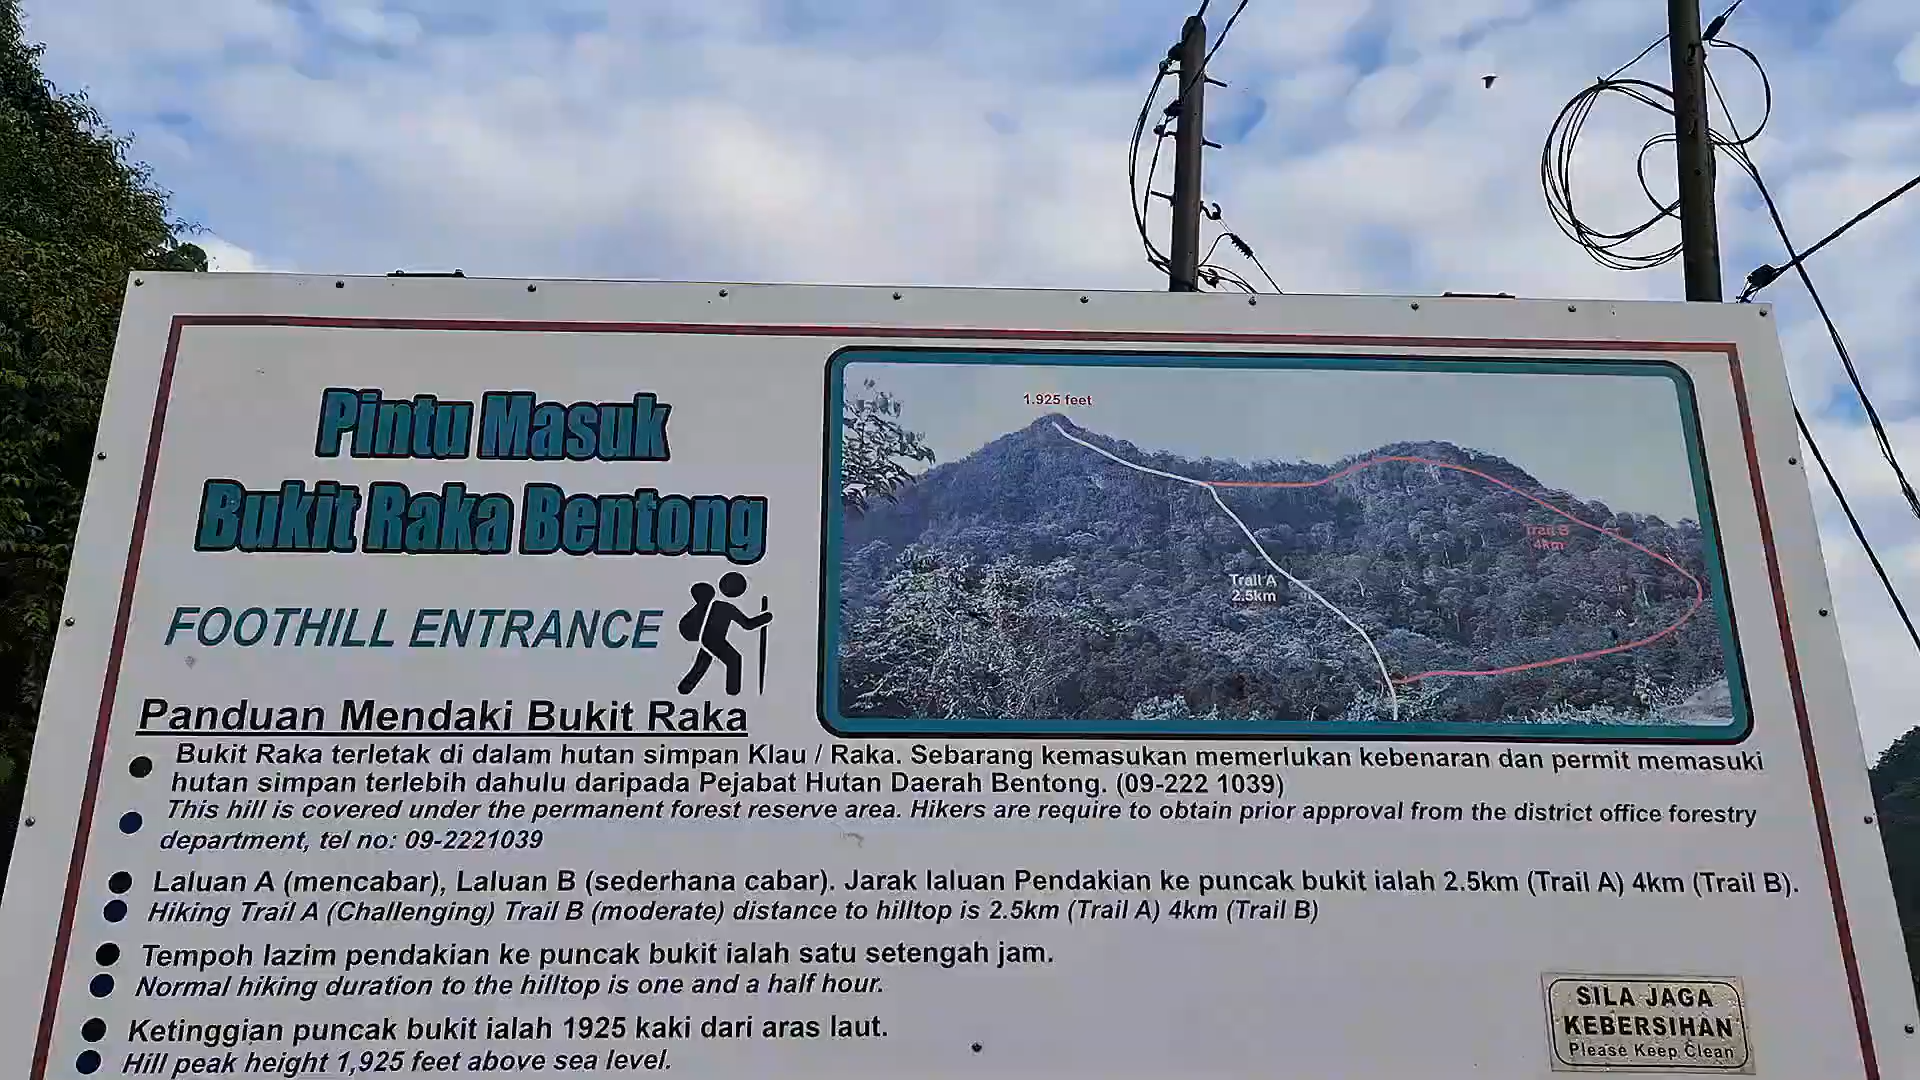 Pintu Masuk
Bukit Raka Bentong
FOOTHILL ENTRANCE
1.925 feet
Trail A
2.5km
Trail B
4km
Panduan Mendaki Bukit Raka
Bukit Raka terletak di dalam hutan simpan Klau / Raka. Sebarang kemasukan memerlukan kebenaran dan permit memasuki
hutan simpan terlebih dahulu daripada Pejabat Hutan Daerah Bentong. (09-222 1039)
This hill is covered under the permanent forest reserve area. Hikers are require to obtain prior approval from the district office forestry
department, tel no: 09-2221039
Laluan A (mencabar), Laluan B (sederhana cabar). Jarak laluan Pendakian ke puncak bukit ialah 2.5km (Trail A) 4km (Trail B).
Hiking Trail A (Challenging) Trail B (moderate) distance to hilltop is 2.5km (Trail A) 4km (Trail B)
Tempoh lazim pendakian ke puncak bukit ialah satu setengah jam.
Normal hiking duration to the hilltop is one and a half hour.
Ketinggian puncak bukit ialah 1925 kaki dari aras laut.
Hill peak height 1,925 feet above sea level.
SILA JAGA
KEBERSIHAN
Please Keep Clean